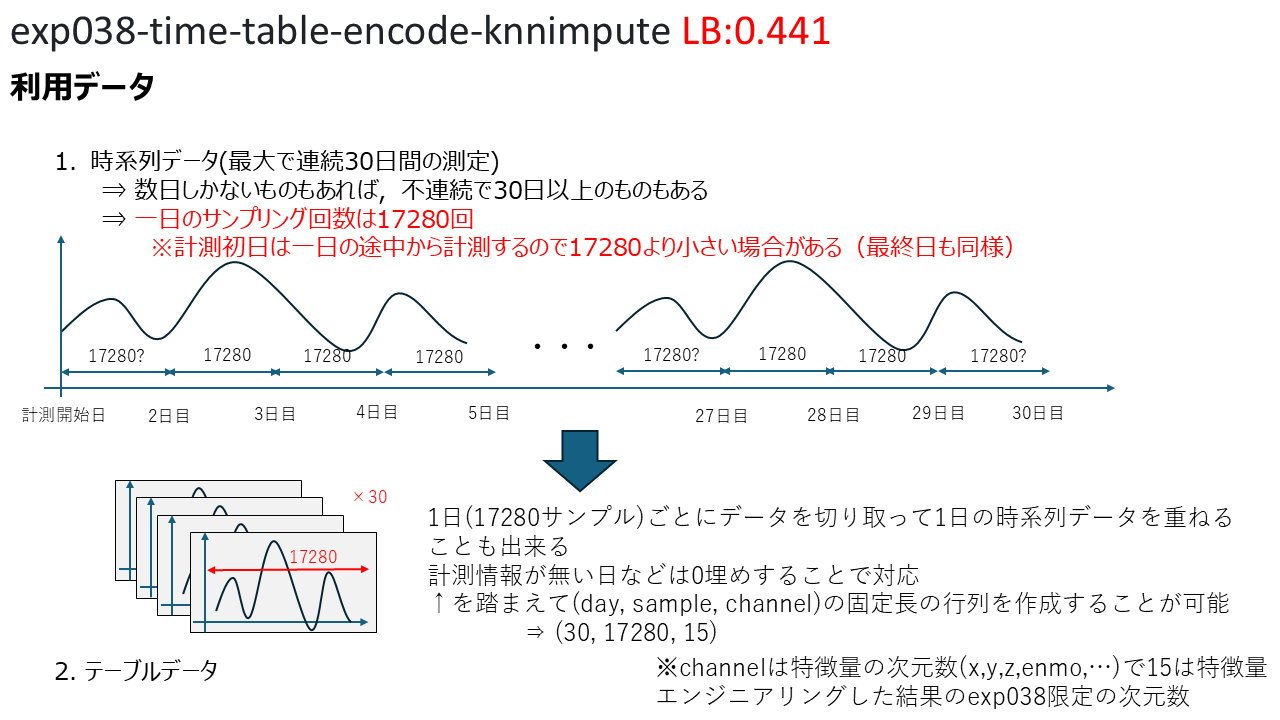 exp038-time-table-encode-knnimpute LB:0.441
利用データ
1. 時系列データ(最大で連続30日間の測定)
⇒ 数日しかないものもあれば，不連続で30日以上のものもある
⇒ 一日のサンプリング回数は17280回
※計測初日は一日の途中から計測するので17280より小さい場合がある（最終日も同様）
17280? 17280 17280 17280 ・・・ 17280? 17280 17280 17280?
計測開始日 2日目 3日目 4日目 5日目 27日目 28日目 29日目 30日目
×30
17280
1日(17280サンプル)ごとにデータを切り取って1日の時系列データを重ねる
ことも出来る
計測情報が無い日などは0埋めすることで対応
↑を踏まえて(day, sample, channel)の固定長の行列を作成することが可能
⇒ (30, 17280, 15)
2. テーブルデータ
※channelは特徴量の次元数(x,y,z,enmo,…)で15は特徴量
エンジニアリングした結果のexp038限定の次元数